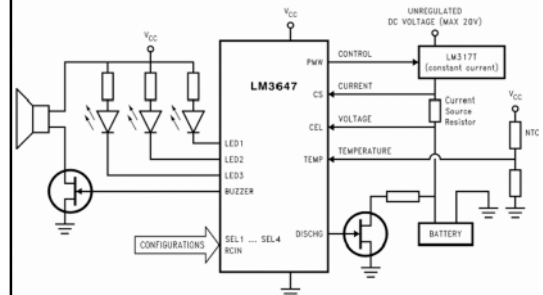 UNREGULATED
DC VOLTAGE (MAX 20V)
VCC
VCC
LM3647
PMW
CONTROL
LM317T
(constant current)
CS
CURRENT
Current
Source
Resistor
VCC
NTC
CEL
VOLTAGE
TEMP
TEMPERATURE
LED1
LED2
LED3
BUZZER
DISCHG
BATTERY
CONFIGURATIONS
SEL1 ... SEL4
RCIN